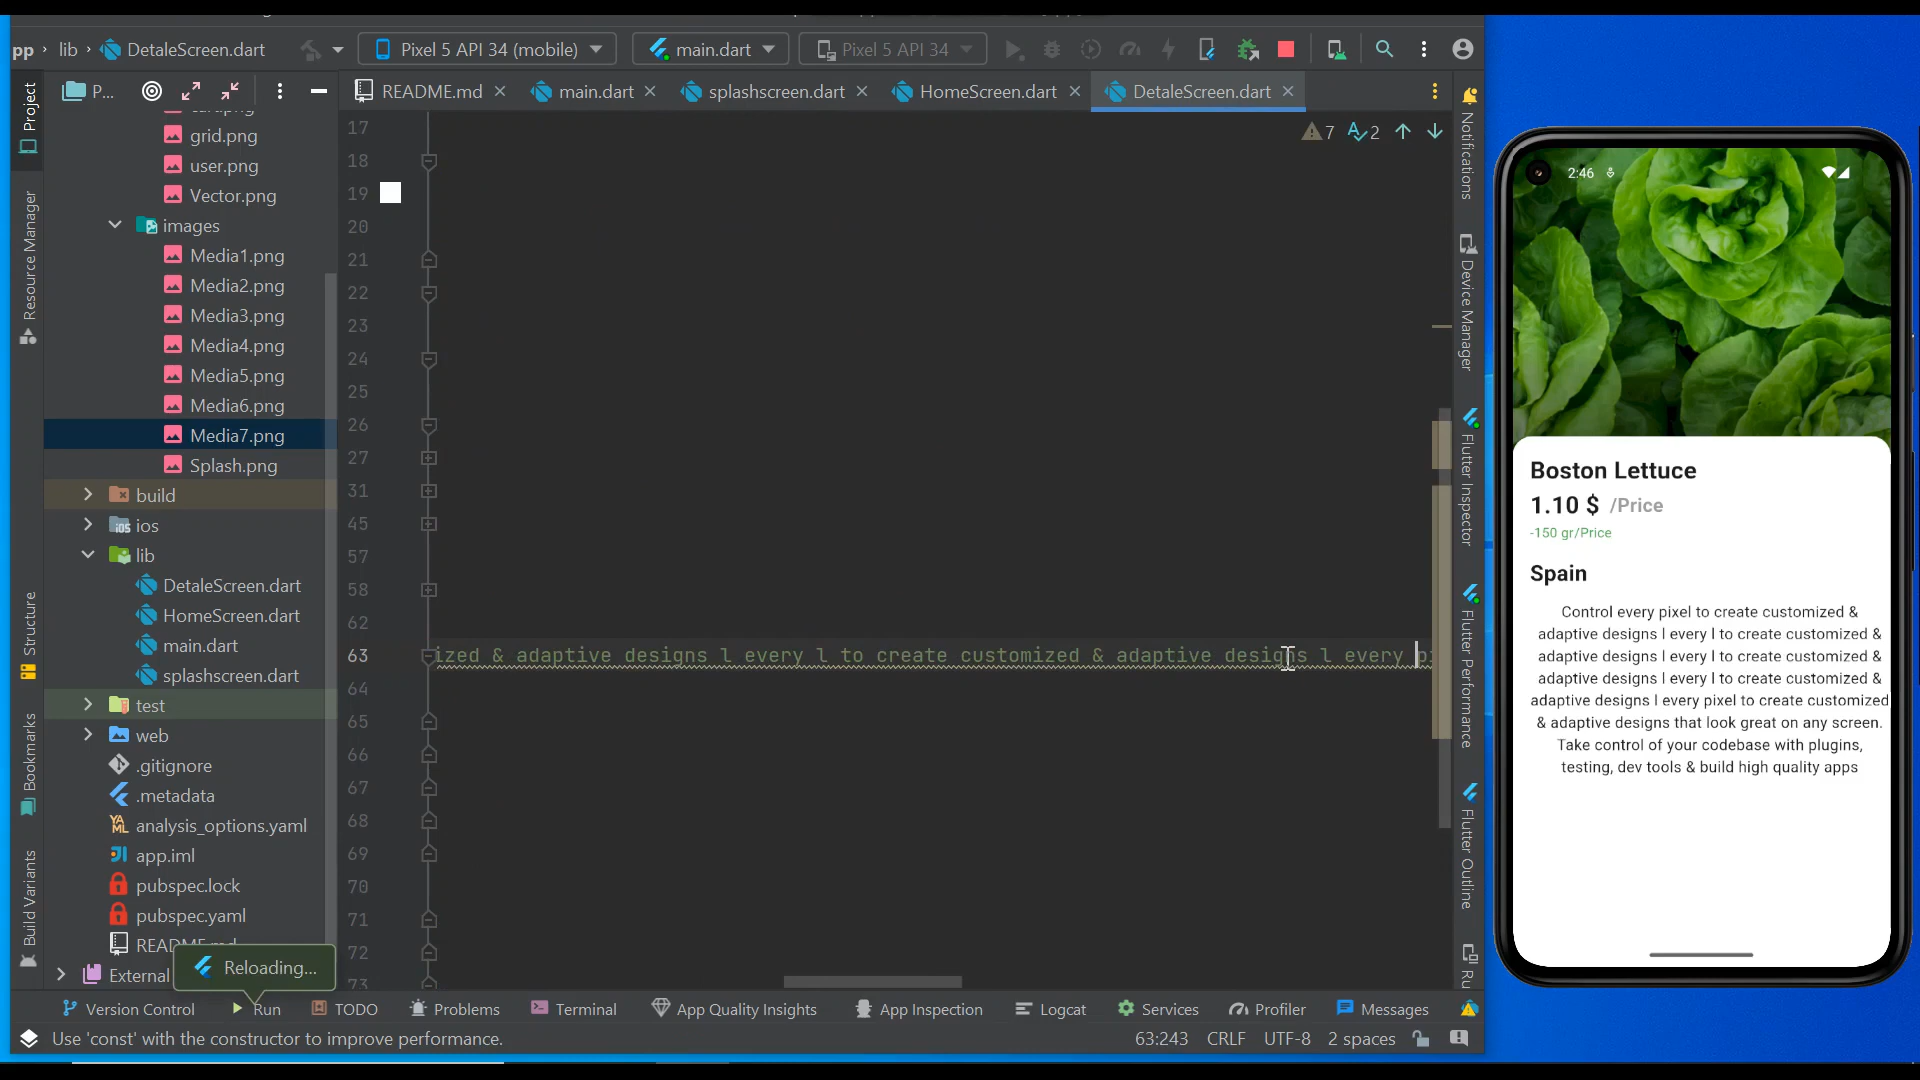 pp
lib
DetaleScreen.dart
Pixel 5 API 34 (mobile)
main.dart
Pixel 5 API 34
Project
P...
README.md
main.dart
splashscreen.dart
HomeScreen.dart
DetaleScreen.dart
Notifications
grid.png
user.png
Vector.png
images
Media1.png
Media2.png
Media3.png
Media4.png
Media5.png
Media6.png
Media7.png
Splash.png
build
ios
lib
DetaleScreen.dart
HomeScreen.dart
main.dart
splashscreen.dart
test
web
.gitignore
.metadata
analysis_options.yaml
app.iml
pubspec.lock
pubspec.yaml
External
Reloading...
Resource Manager
Structure
Bookmarks
Build Variants
17
18
19
20
21
22
23
24
25
26
27
31
45
57
58
62
63
64
65
66
67
68
69
70
71
72
73
7
2
ized & adaptive designs l every l to create customized & adaptive designs l every
Device Manager
Flutter Inspector
Flutter Performance
Flutter Outline
Ru
Version Control
Run
TODO
Problems
Terminal
App Quality Insights
App Inspection
Logcat
Services
Profiler
Messages
Use 'const' with the constructor to improve performance.
63:243
CRLF
UTF-8
2 spaces
2:46
Boston Lettuce
1.10 $ /Price
-150 gr/Price
Spain
Control every pixel to create customized &
adaptive designs l every l to create customized &
adaptive designs l every l to create customized &
adaptive designs l every l to create customized &
adaptive designs l every pixel to create customized
& adaptive designs that look great on any screen.
Take control of your codebase with plugins,
testing, dev tools & build high quality apps